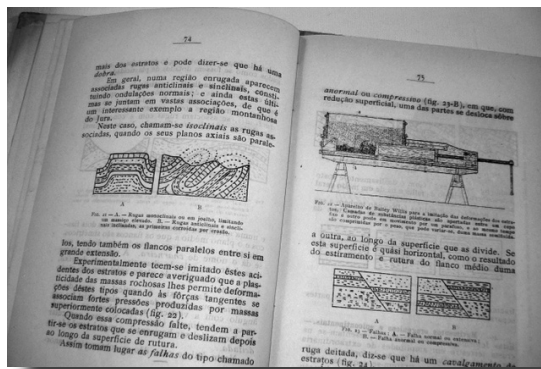 74
mais dos estratos e pode dizer-se que há uma
dobra.
Em geral, numa região enrugada aparecem
associadas rugas anticlinais e sinclinais, consti-
tuindo ondulações normais; e ainda estas últi-
mas se juntam em vastas associações, de que é
um interessante exemplo a região montanhosa
do Jura.
Neste caso, chamam-se isoclinais as rugas as-
sociadas, quando os seus planos axiais são parale-
A
B
los, tendo também os flancos paralelos entre si em
grande extensão.
Experimentalmente teem-se imitado êstes aci-
dentes dos estratos e parece averiguado que a plas-
ticidade das massas rochosas lhes permite deforma-
ções dêstes tipos quando às fôrças tangentes se
associam fortes pressões produzidas por massas
superiormente colocadas (fig. 22).
Quando essa compressão falte, tendem a par-
tir-se os estratos que se enrugam e deslizam depois
ao longo da superfície de rutura.
Assim tomam lugar as falhas do tipo chamado
75
anormal ou compressivo (fig. 23-B), em que, com
redução superficial, uma das partes se desloca sôbre
a outra, ao longo da superfície que as divide. Se
esta superfície é quási horizontal, como o resultado
do estiramento e rutura do flanco médio duma
A
B
ruga deitada, diz-se que há um cavalgamento de
estratos (fig. 24).